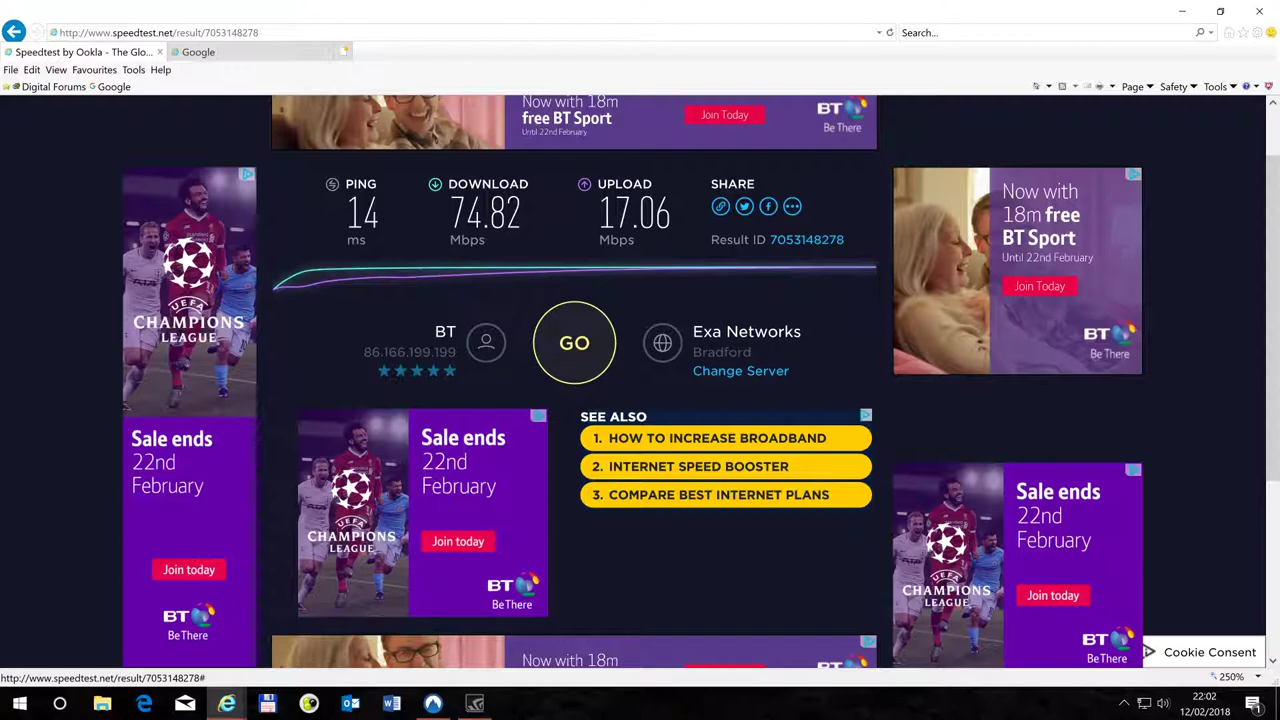 http://www.speedtest.net/result/7053148278
Search...
Speedtest by Ookla - The Glo...
Google
File Edit View Favourites Tools Help
Digital Forums Google
Page Safety Tools
Now with 18m
free BT Sport
Until 22nd February
Join Today
BT
Be There
PING
14
ms
DOWNLOAD
74.82
Mbps
UPLOAD
17.06
Mbps
SHARE
Result ID 7053148278
UEFA
CHAMPIONS
LEAGUE
Sale ends
22nd
February
Join today
BT
Be There
Now with
18m free
BT Sport
Until 22nd February
Join Today
BT
Be There
BT
86.166.199.199
GO
Exa Networks
Bradford
Change Server
UEFA
CHAMPIONS
LEAGUE
Sale ends
22nd
February
Join today
BT
Be There
SEE ALSO
1. HOW TO INCREASE BROADBAND
2. INTERNET SPEED BOOSTER
3. COMPARE BEST INTERNET PLANS
UEFA
CHAMPIONS
LEAGUE
Sale ends
22nd
February
Join today
BT
Be There
Now with 18m
BT
Cookie Consent
http://www.speedtest.net/result/7053148278#
250%
22:02
12/02/2018
1